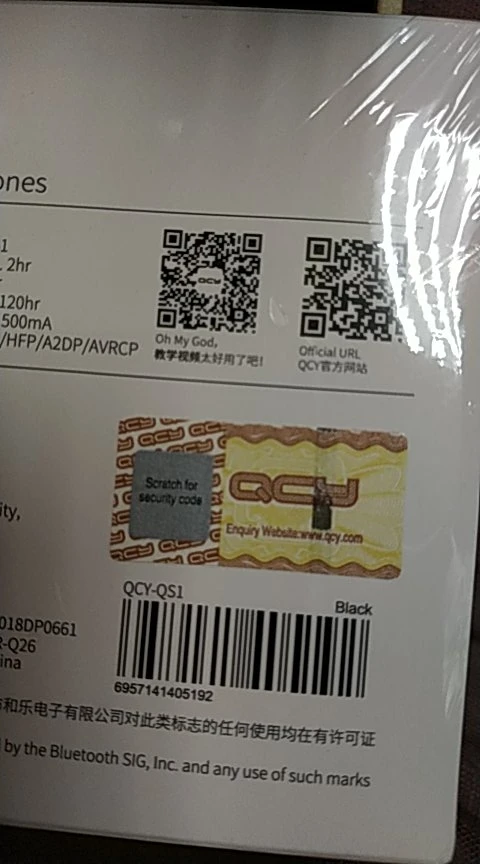 ones
1
. 2hr
120hr
500mA
/HFP/A2DP/AVRCP
QCY
Oh My God,
教学视频太好用了吧!
Official URL
QCY官方网站
QCY
Scratch for
security code
QCY
Enquiry Website:www.qcy.com
ity,
QCY-QS1
Black
6957141405192
018DP0661
R-Q26
ina
市和乐电子有限公司对此类标志的任何使用均在有许可证
l by the Bluetooth SIG, Inc. and any use of such marks